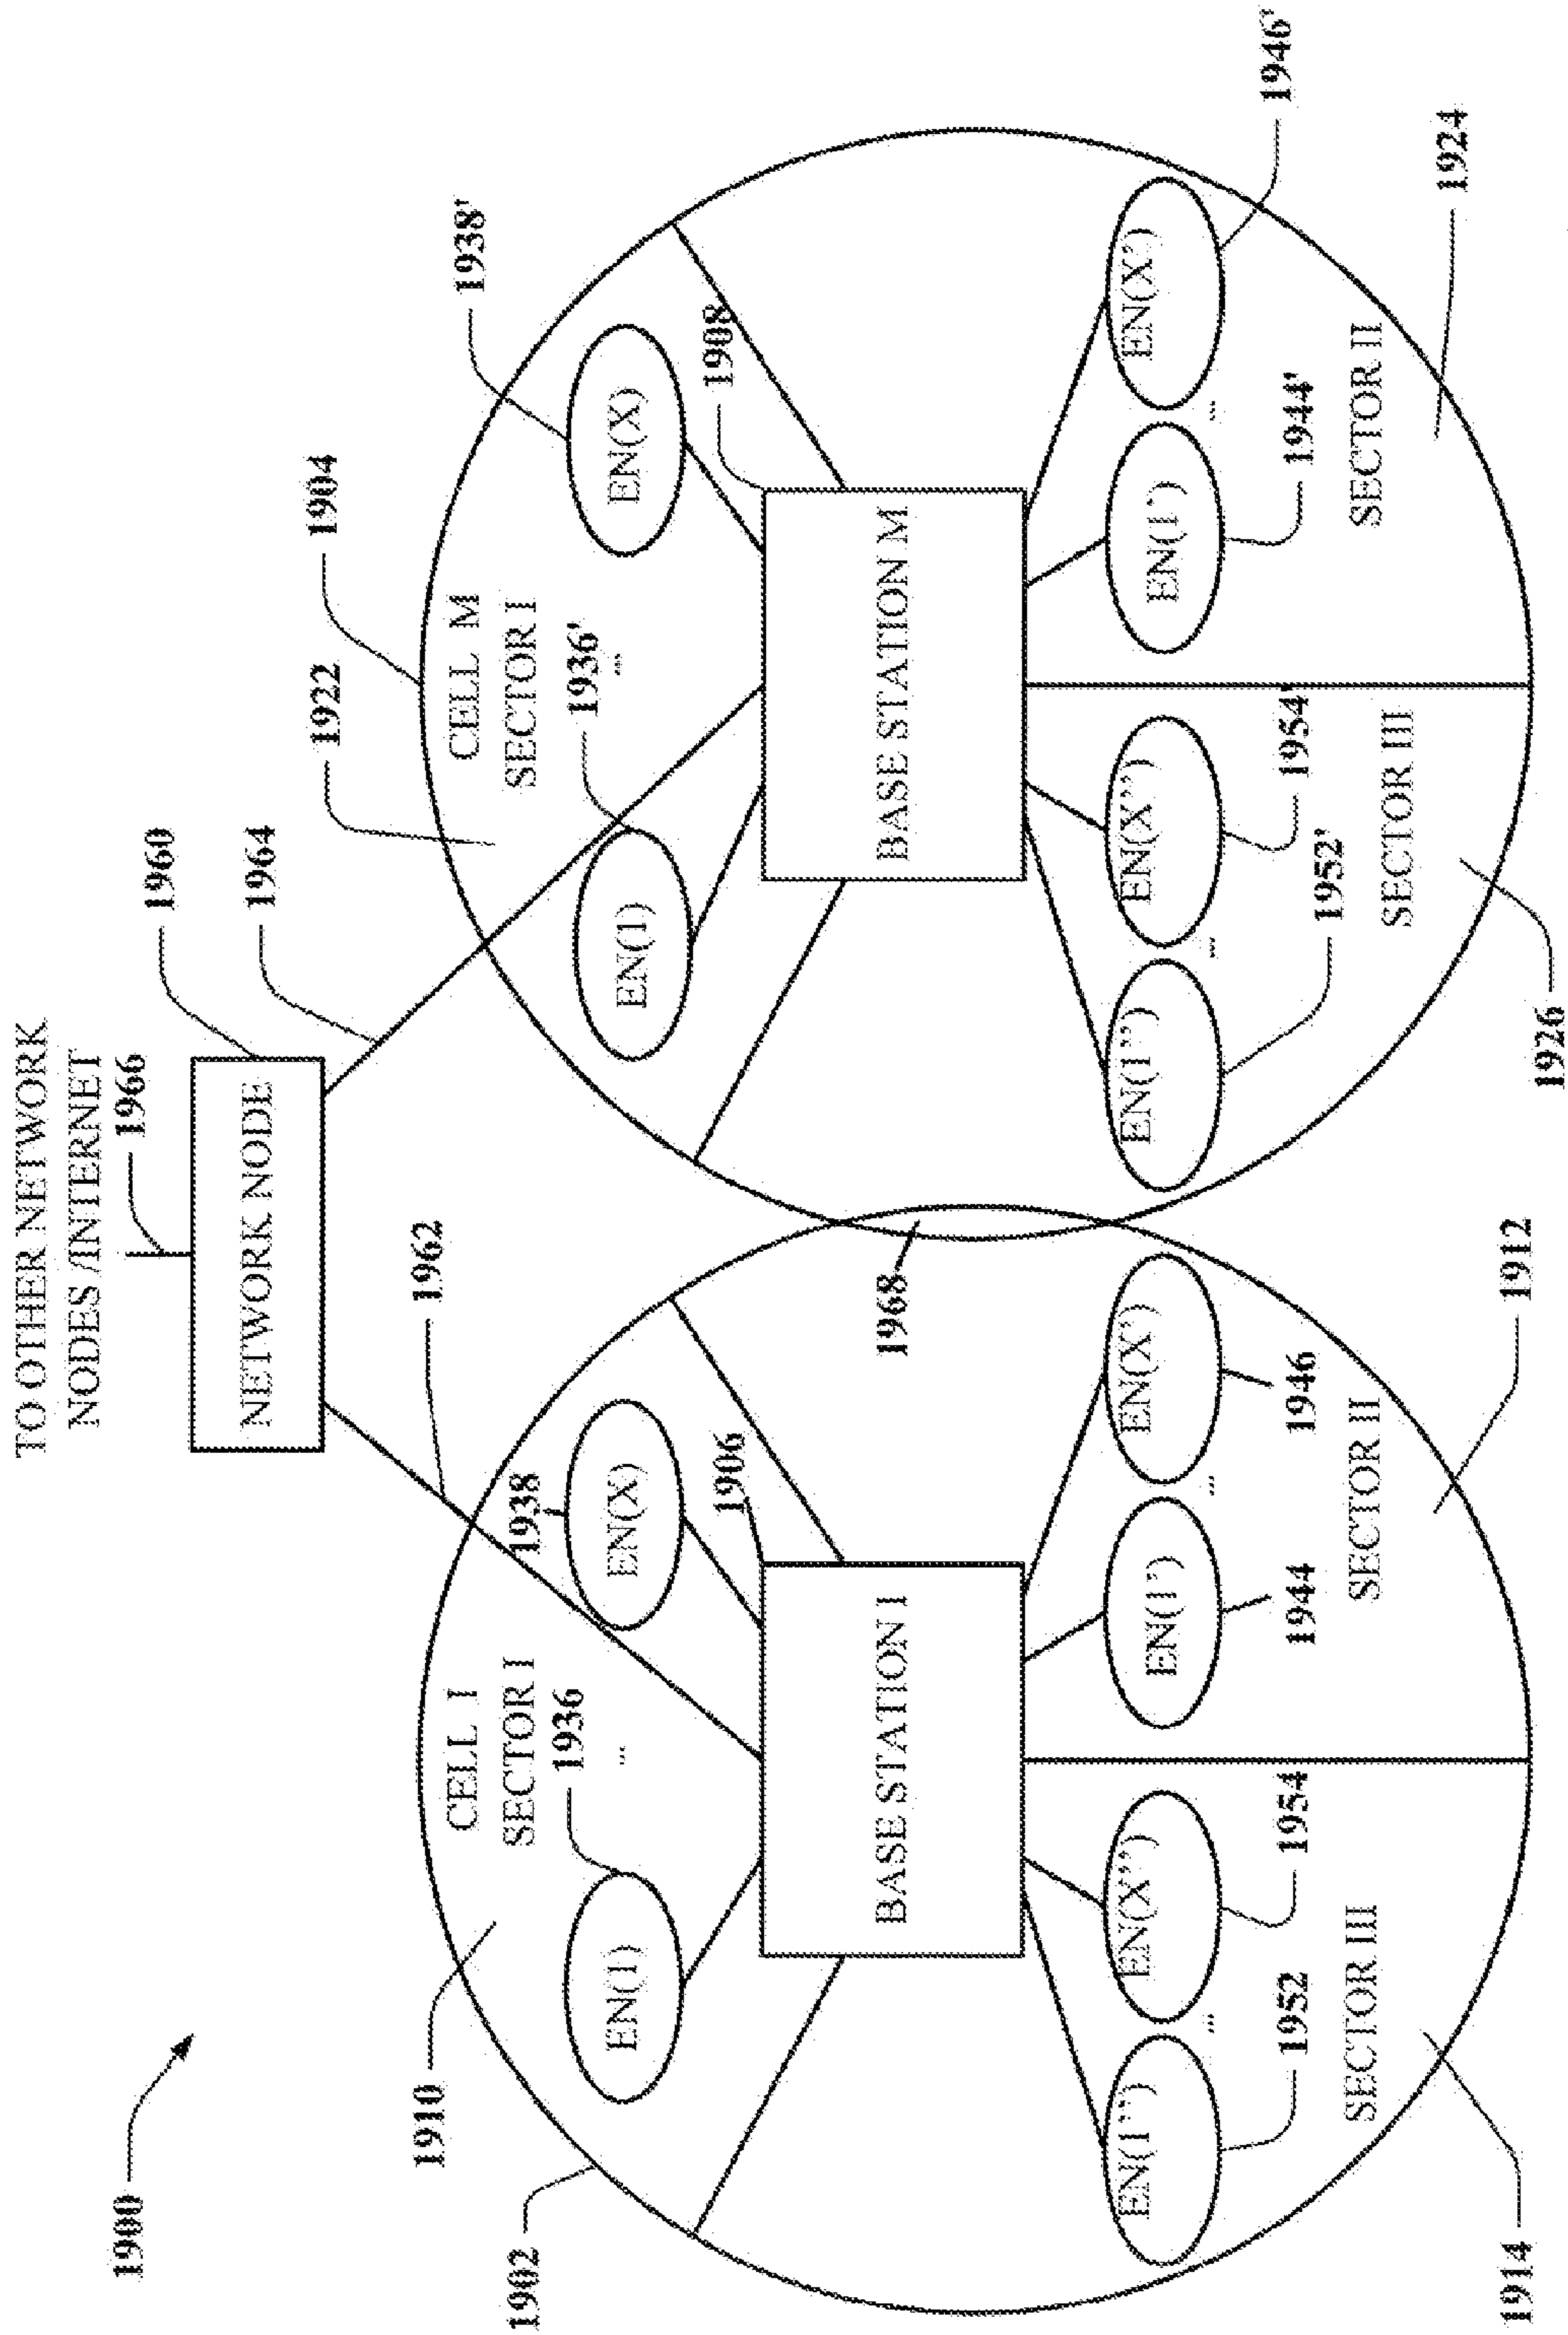 1900
TO OTHER NETWORK
NODES /INTERNET
1966
1960
NETWORK NODE
1964
1962
1902
1910
CELL I
SECTOR I
1936
EN(1)
...
1938
EN(X)
1906
BASE STATION I
EN(1'')
...
EN(X'')
1952
1954
SECTOR III
1914
EN(1')
...
EN(X')
1944
1946
SECTOR II
1912
1968
1922
1904
CELL M
SECTOR I
1936'
EN(1)
...
1938'
EN(X)
1908
BASE STATION M
EN(1'')
...
EN(X'')
1952'
1954'
SECTOR III
1926
EN(1')
...
EN(X')
1944'
1946'
SECTOR II
1924